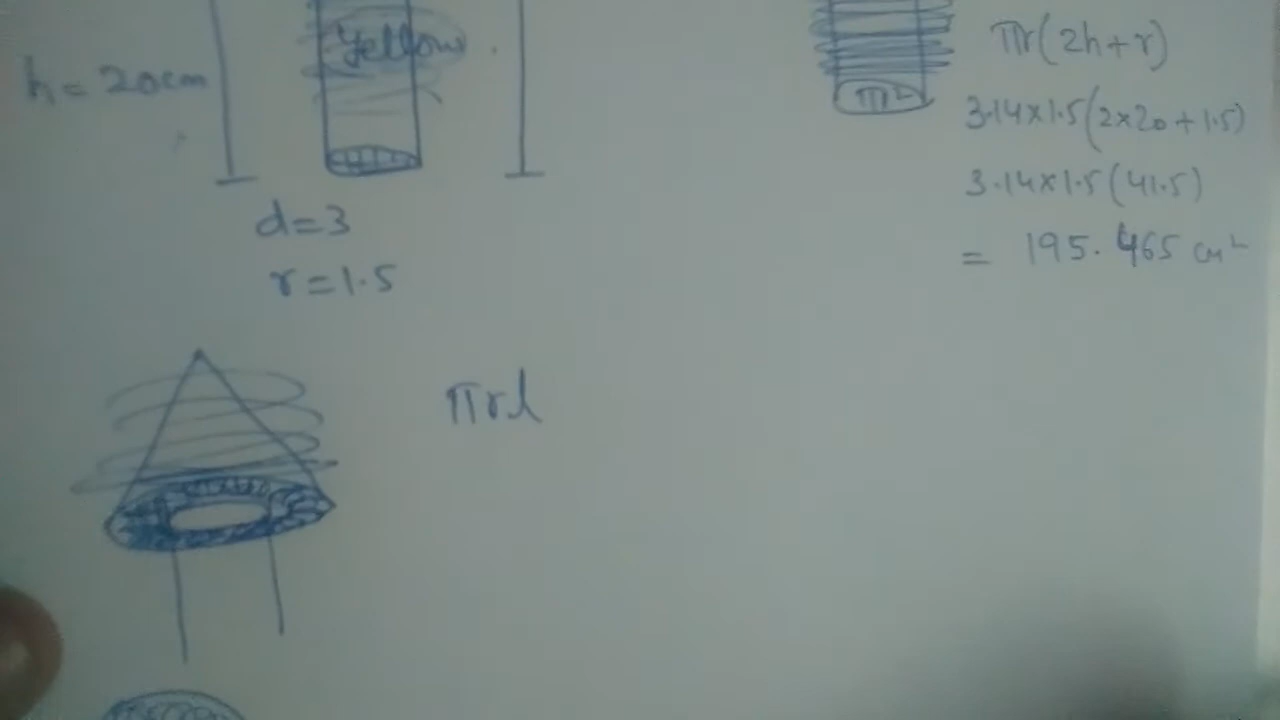 h = 20cm
Yellow
d=3
r=1.5
πr²
πr(2h+r)
3.14×1.5(2×20+1.5)
3.14×1.5(41.5)
= 195.465 cm²
πrl